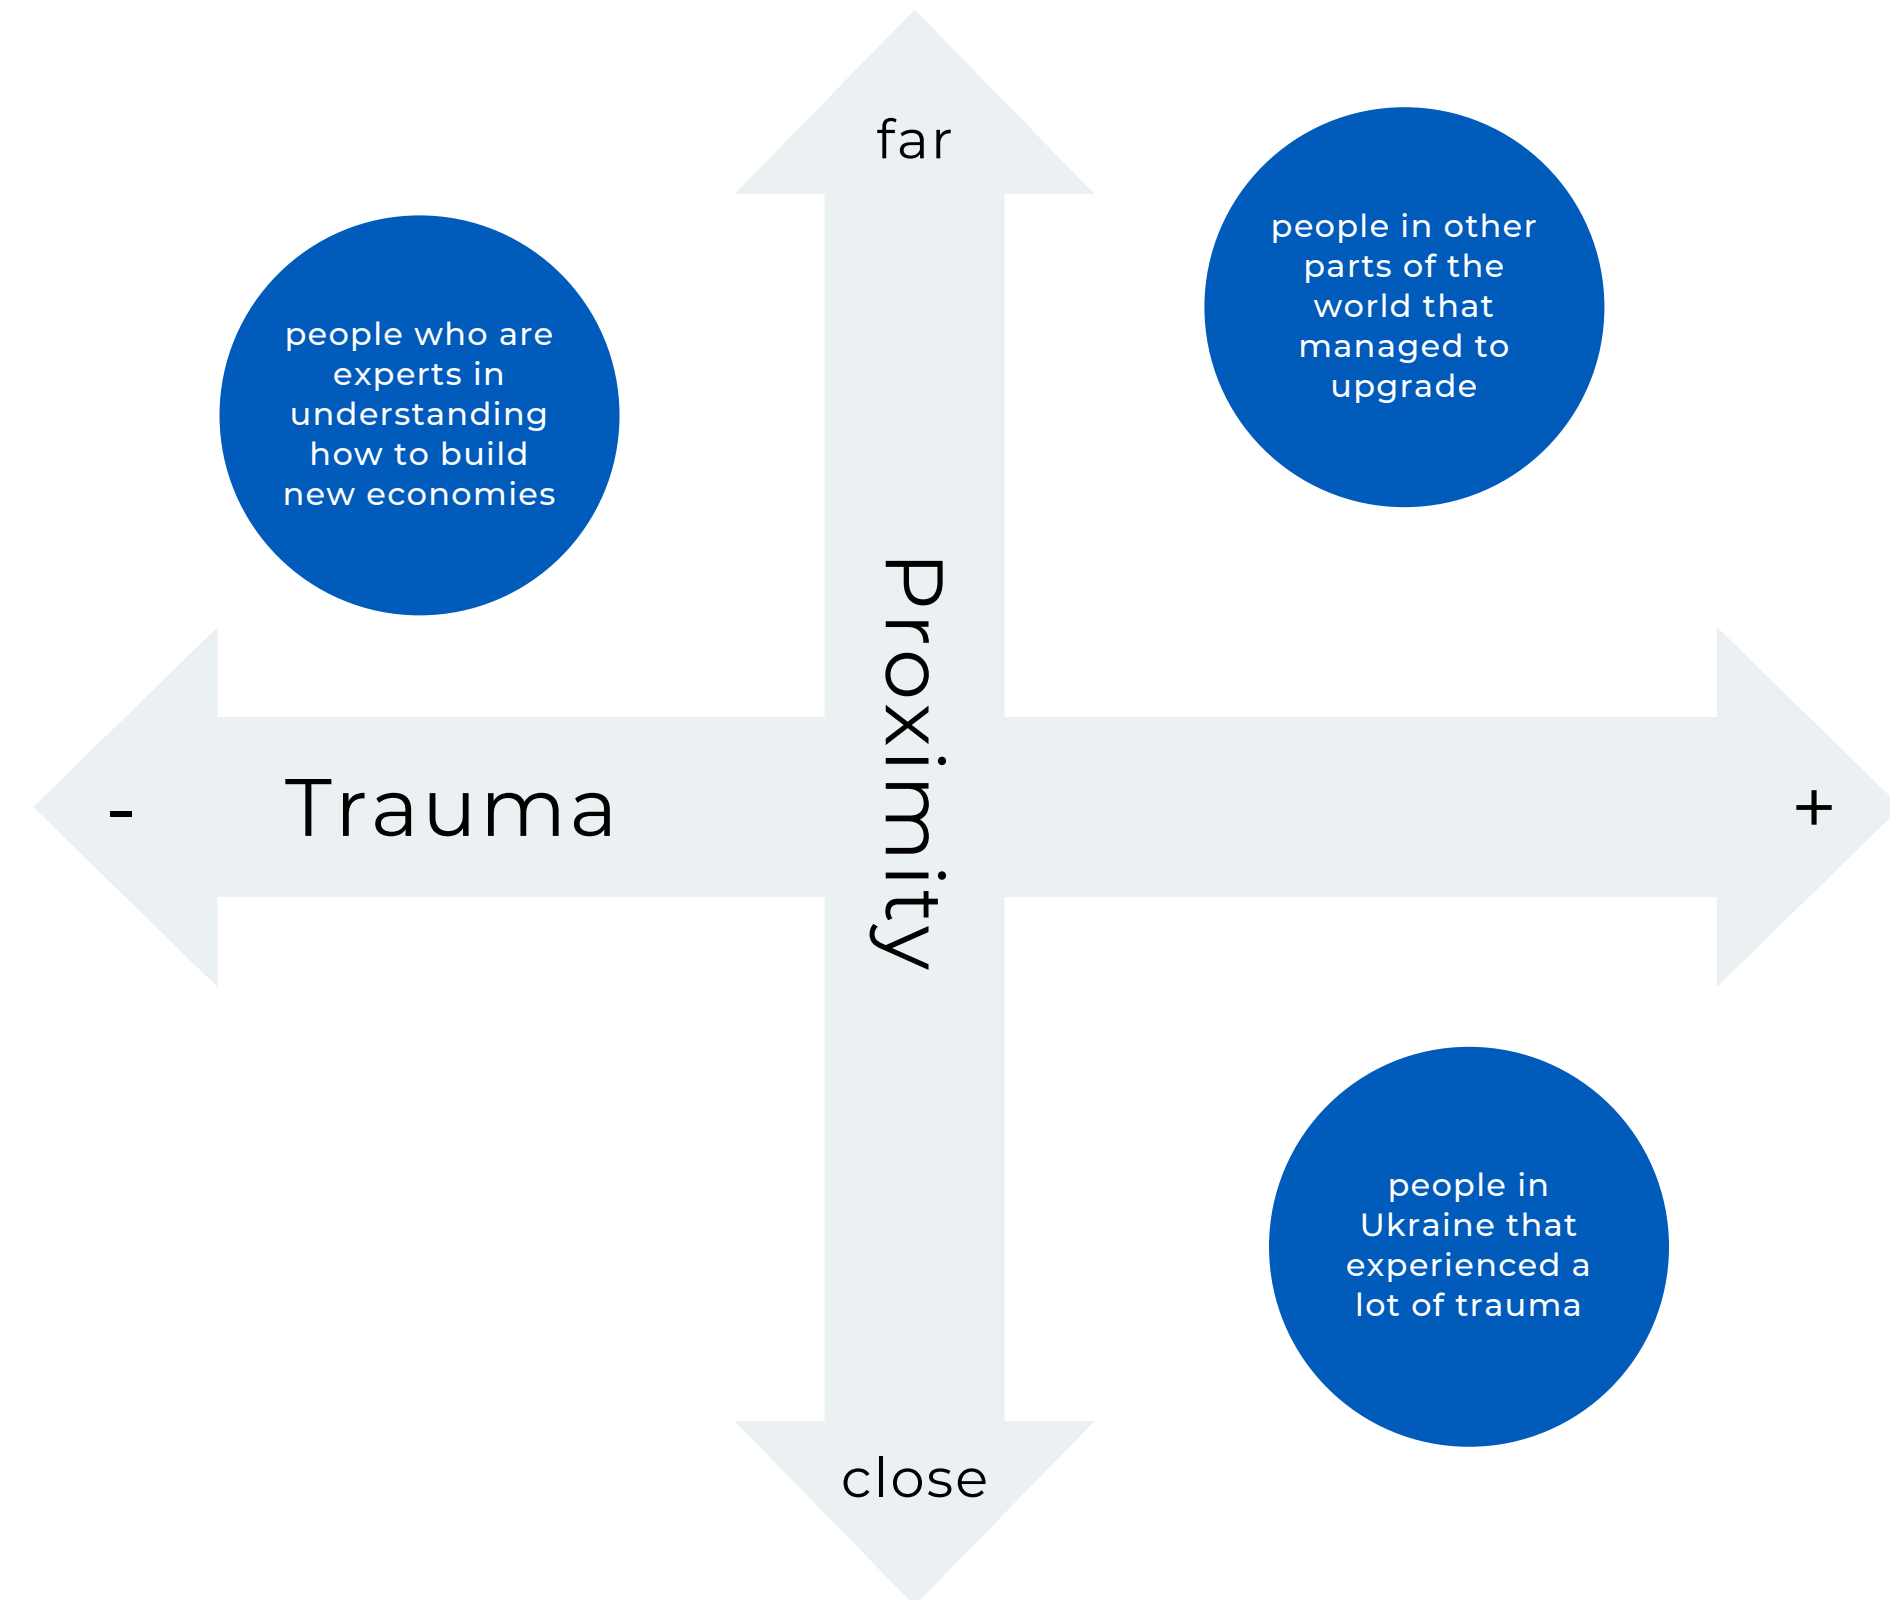 far
people in other
parts of the
world that
managed to
upgrade
people who are
experts in
understanding
how to build
new economies
Proximity
- Trauma +
people in
Ukraine that
experienced a
lot of trauma
close